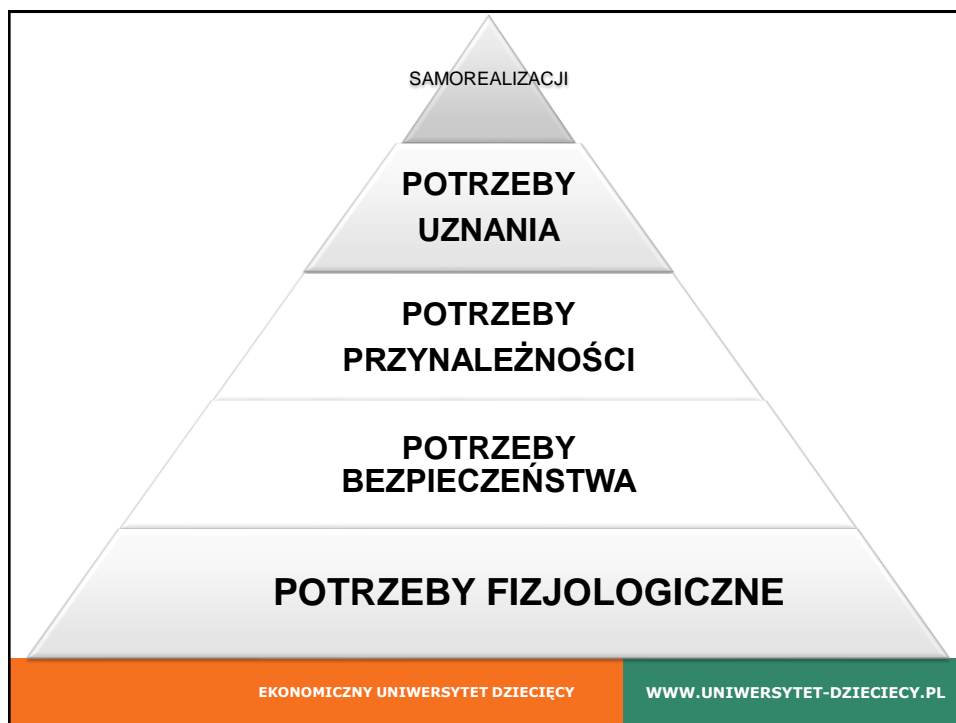 SAMOREALIZACJI
POTRZEBY
UZNANIA
POTRZEBY
PRZYNALEŻNOŚCI
POTRZEBY
BEZPIECZEŃSTWA
POTRZEBY FIZJOLOGICZNE
EKONOMICZNY UNIWERSYTET DZIECIĘCY
WWW.UNIWERSYTET-DZIECIECY.PL